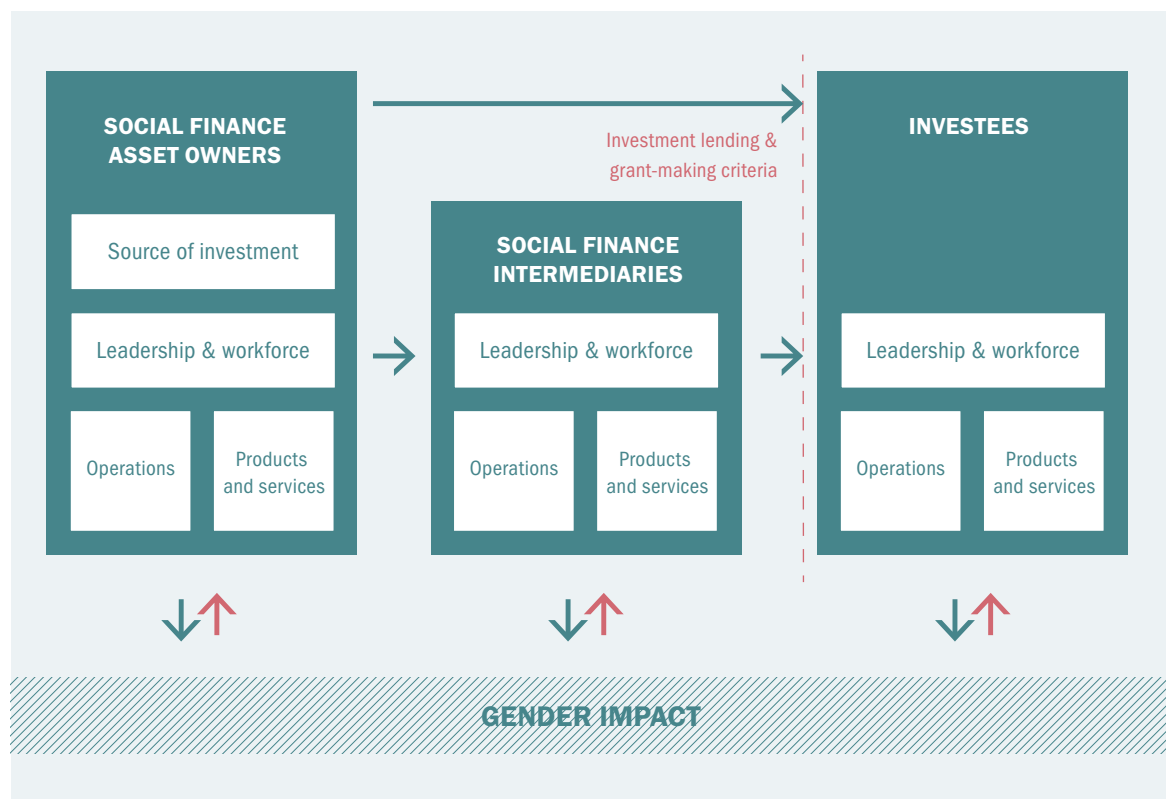 SOCIAL FINANCE
ASSET OWNERS
Source of investment
Leadership & workforce
Operations
Products
and services
Investment lending &
grant-making criteria
SOCIAL FINANCE
INTERMEDIARIES
Leadership & workforce
Operations
Products
and services
INVESTEES
Leadership & workforce
Operations
Products
and services
GENDER IMPACT